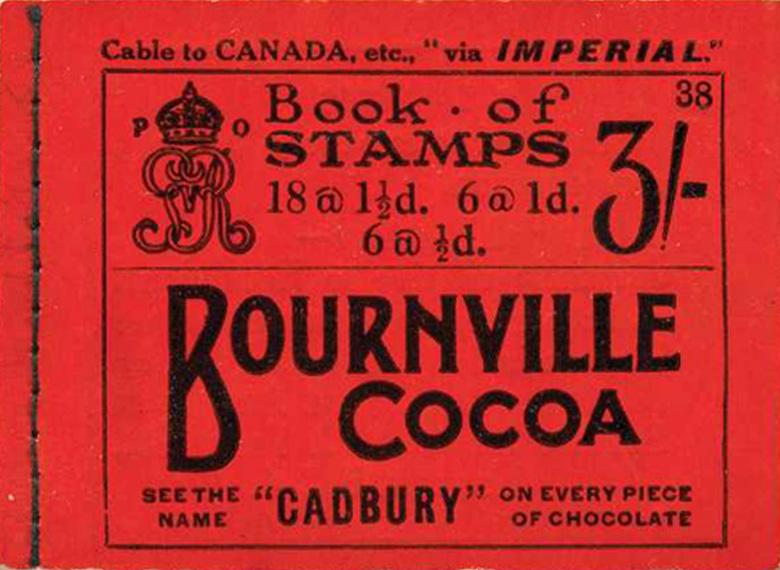 Cable to CANADA, etc., "via IMPERIAL."
38
P O
GVR
Book · of
STAMPS
3/-
18 @ 1½d. 6 @ 1d.
6 @ ½d.
BOURNVILLE
COCOA
SEE THE NAME "CADBURY" ON EVERY PIECE OF CHOCOLATE